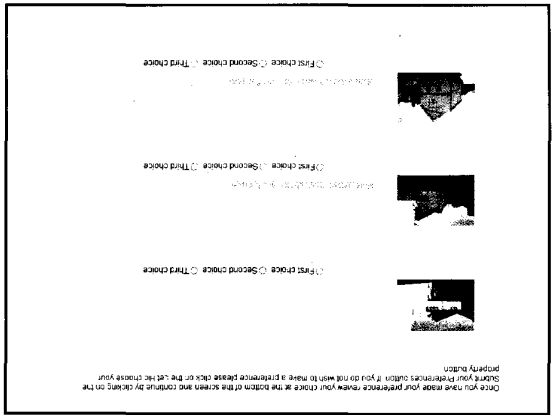 Once you have made your preference review your choice at the bottom of the screen and continue by clicking on the
Submit your Preferences button. If you do not wish to make a preference please click on the Let HIC choose your
property button
First choice Second choice Third choice
First choice Second choice Third choice
First choice Second choice Third choice